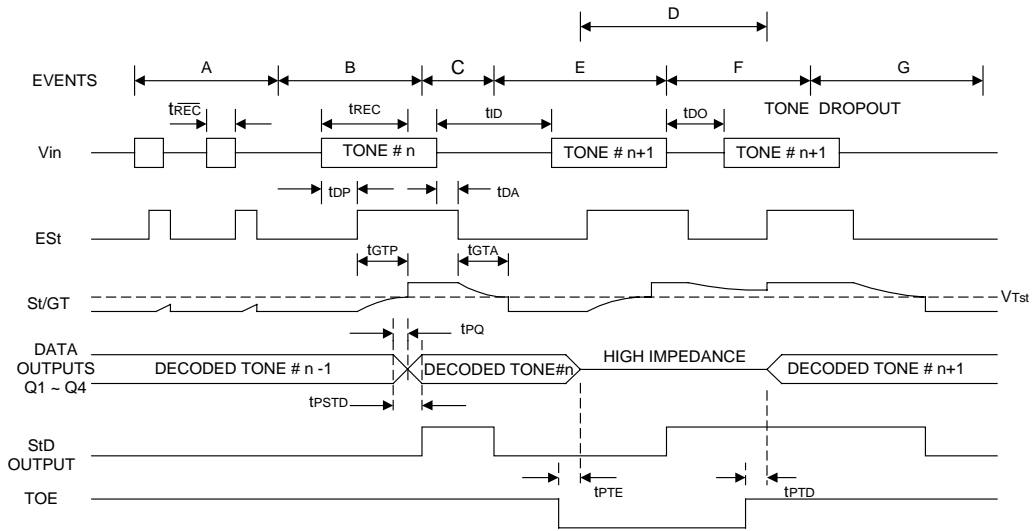 D
EVENTS A B C E F G
tREC tREC tID tDO TONE DROPOUT
Vin TONE # n TONE # n+1 TONE # n+1
tDP tDA
ESt
tGTP tGTA
St/GT VTst
tPQ
DATA
OUTPUTS
Q1 ~ Q4
DECODED TONE # n -1 DECODED TONE#n HIGH IMPEDANCE DECODED TONE # n+1
tPSTD
StD
OUTPUT
tPTE tPTD
TOE